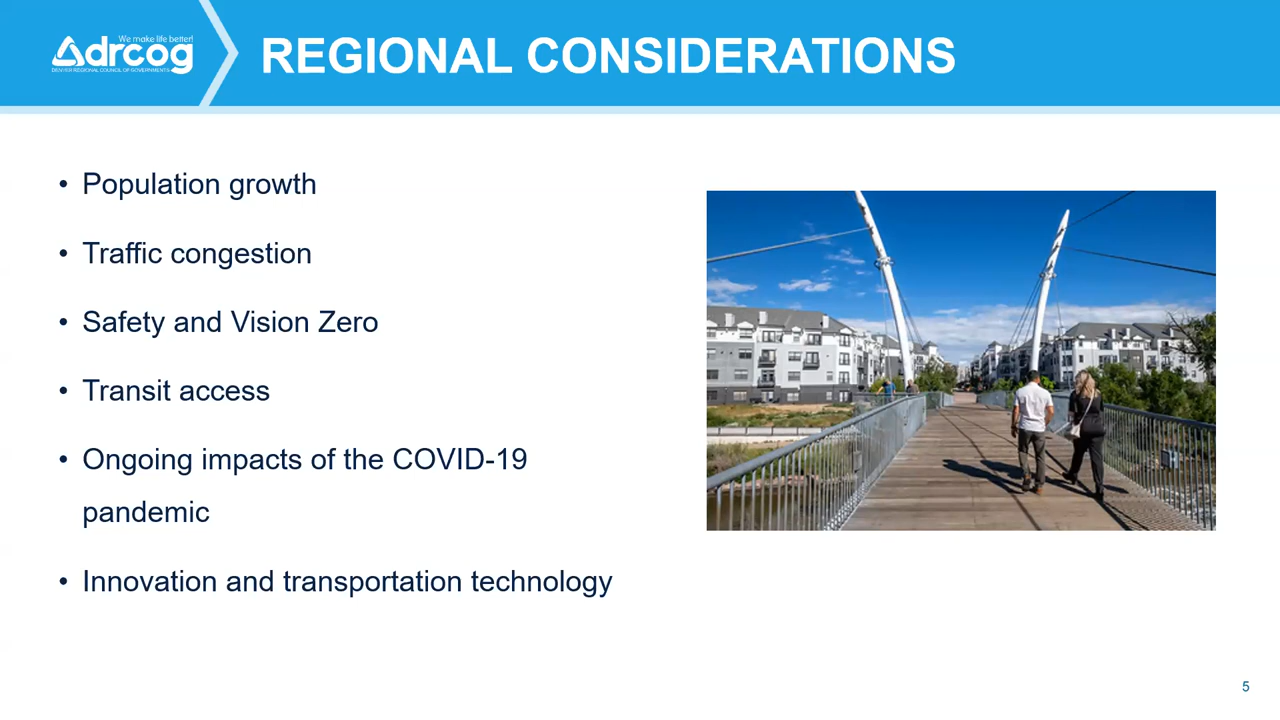 We make life better!
drcog
DENVER REGIONAL COUNCIL OF GOVERNMENTS
REGIONAL CONSIDERATIONS
• Population growth
• Traffic congestion
• Safety and Vision Zero
• Transit access
• Ongoing impacts of the COVID-19
pandemic
• Innovation and transportation technology
5